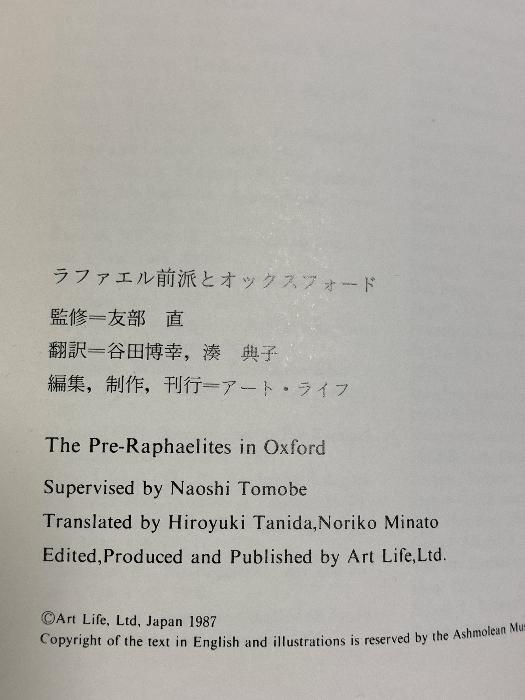 ラファエル前派とオックスフォード
監修＝友部　直
翻訳＝谷田博幸，湊　典子
編集，制作，刊行＝アート・ライフ
The Pre-Raphaelites in Oxford
Supervised by Naoshi Tomobe
Translated by Hiroyuki Tanida,Noriko Minato
Edited,Produced and Published by Art Life,Ltd.
©Art Life, Ltd, Japan 1987
Copyright of the text in English and illustrations is reserved by the Ashmolean